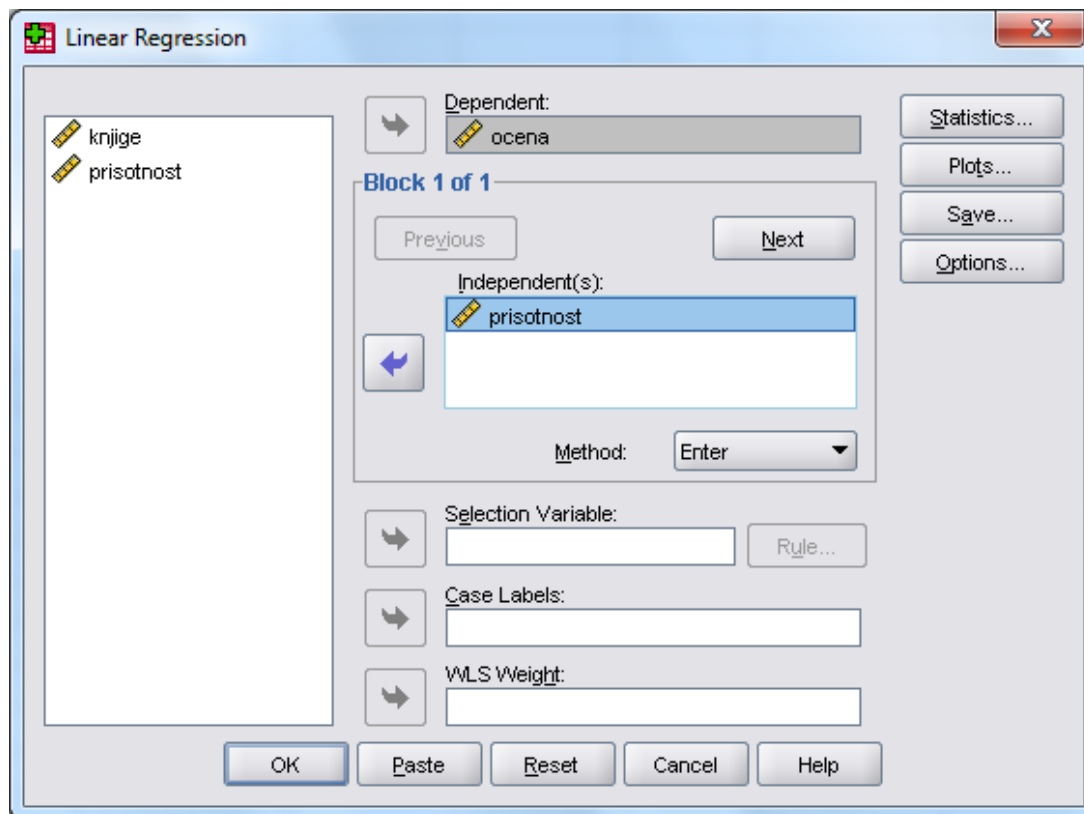 Linear Regression
X
knjige
prisotnost
Dependent:
ocena
Block 1 of 1
Previous
Next
Independent(s):
prisotnost
Method:
Enter
Selection Variable:
Rule...
Case Labels:
WLS Weight:
Statistics...
Plots...
Save...
Options...
OK
Paste
Reset
Cancel
Help